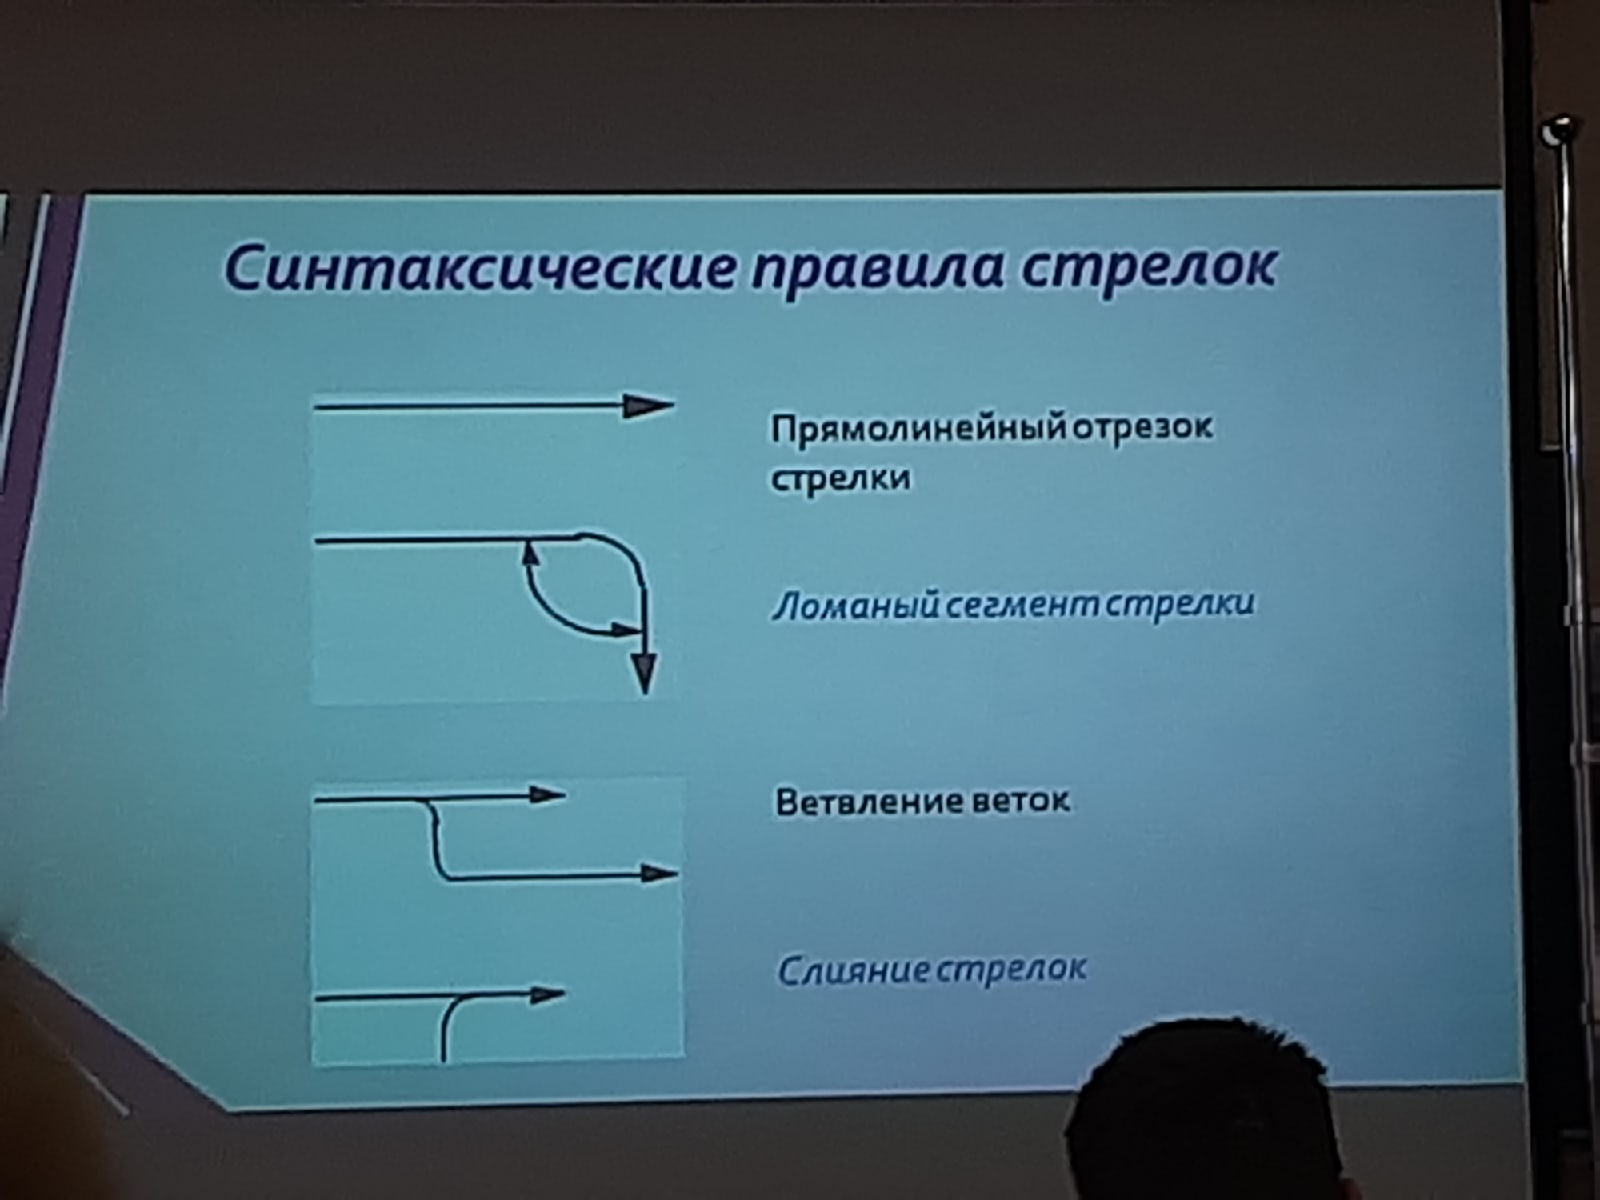 Синтаксические правила стрелок
Прямолинейный отрезок
стрелки
Ломаный сегмент стрелки
Ветвление веток
Слияние стрелок